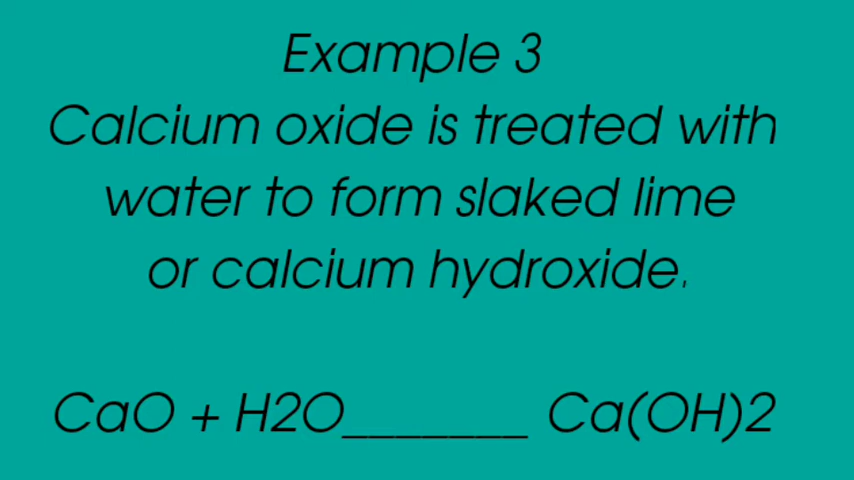 Example 3
Calcium oxide is treated with
water to form slaked lime
or calcium hydroxide.
CaO + H2O_______ Ca(OH)2